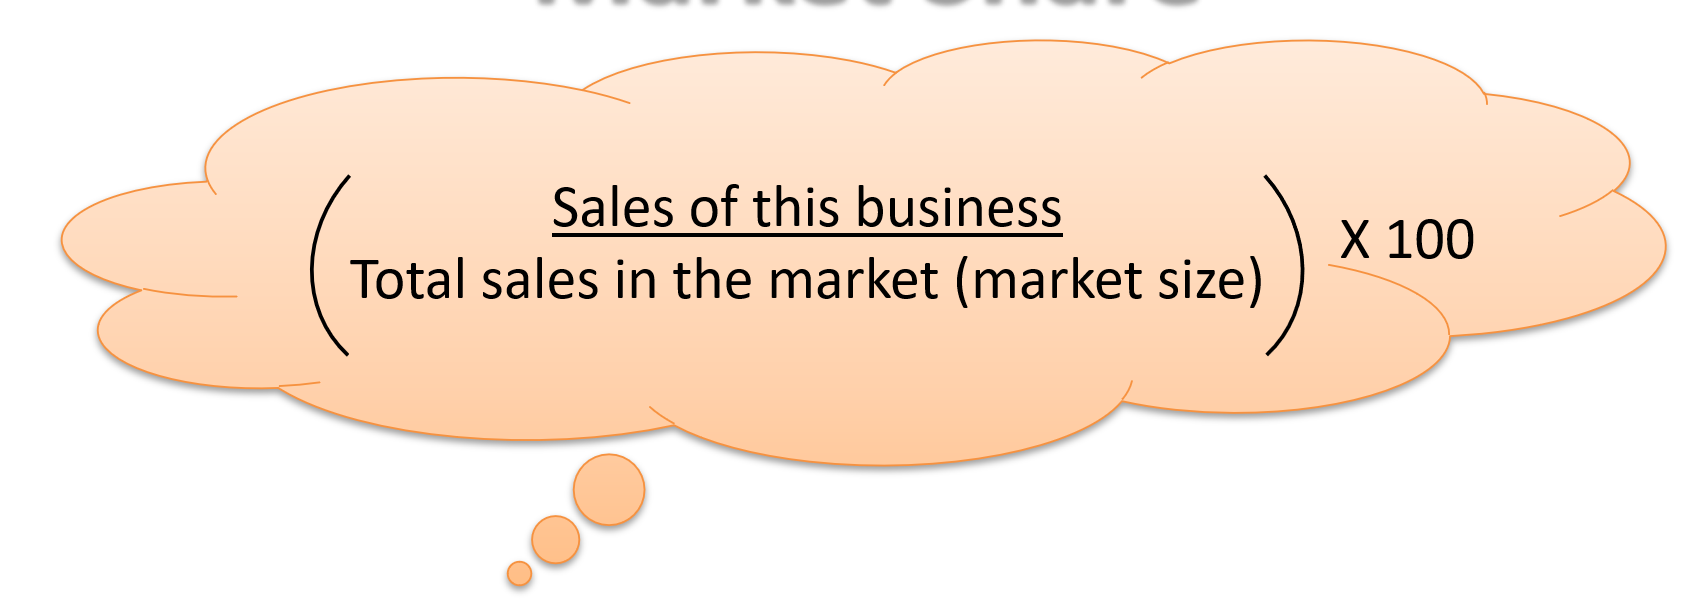 Sales of this business
Total sales in the market (market size)
X 100